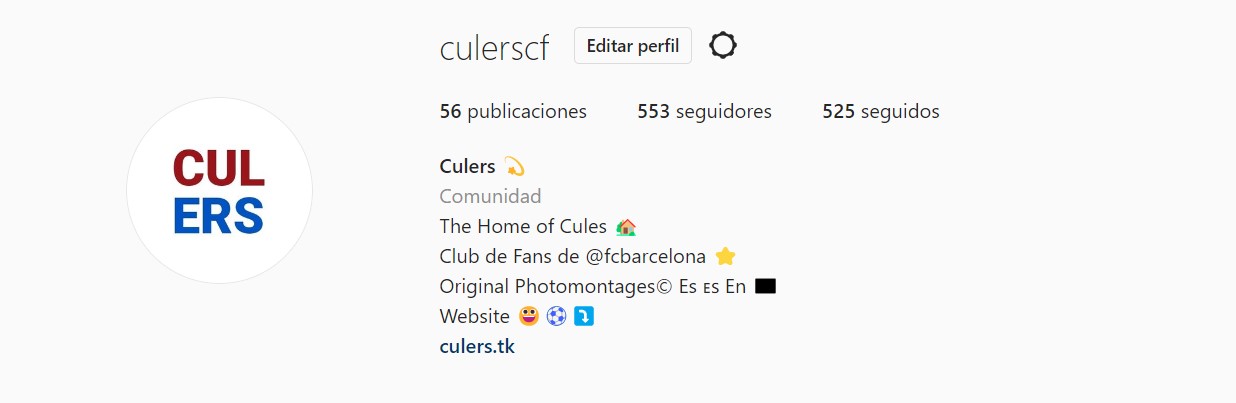 culerscf Editar perfil
56 publicaciones 553 seguidores 525 seguidos
CUL
ERS
Culers 💫
Comunidad
The Home of Cules 🏡
Club de Fans de @fcbarcelona ⭐
Original Photomontages© Es ᴇs En
Website 😀 ⚽ ⤵️
culers.tk